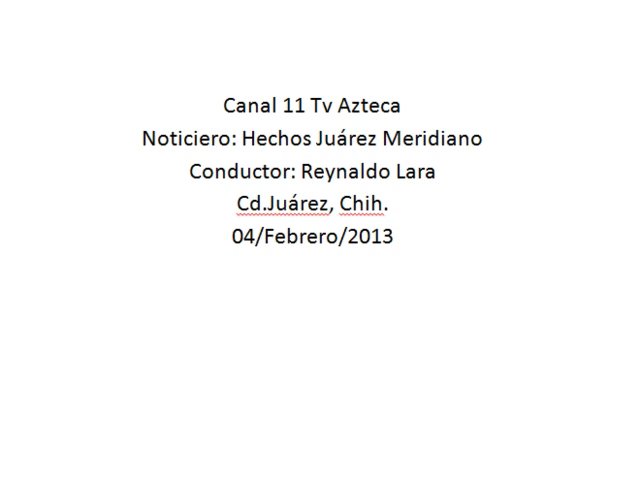 Canal 11 Tv Azteca
Noticiero: Hechos Juárez Meridiano
Conductor: Reynaldo Lara
Cd.Juárez, Chih.
04/Febrero/2013